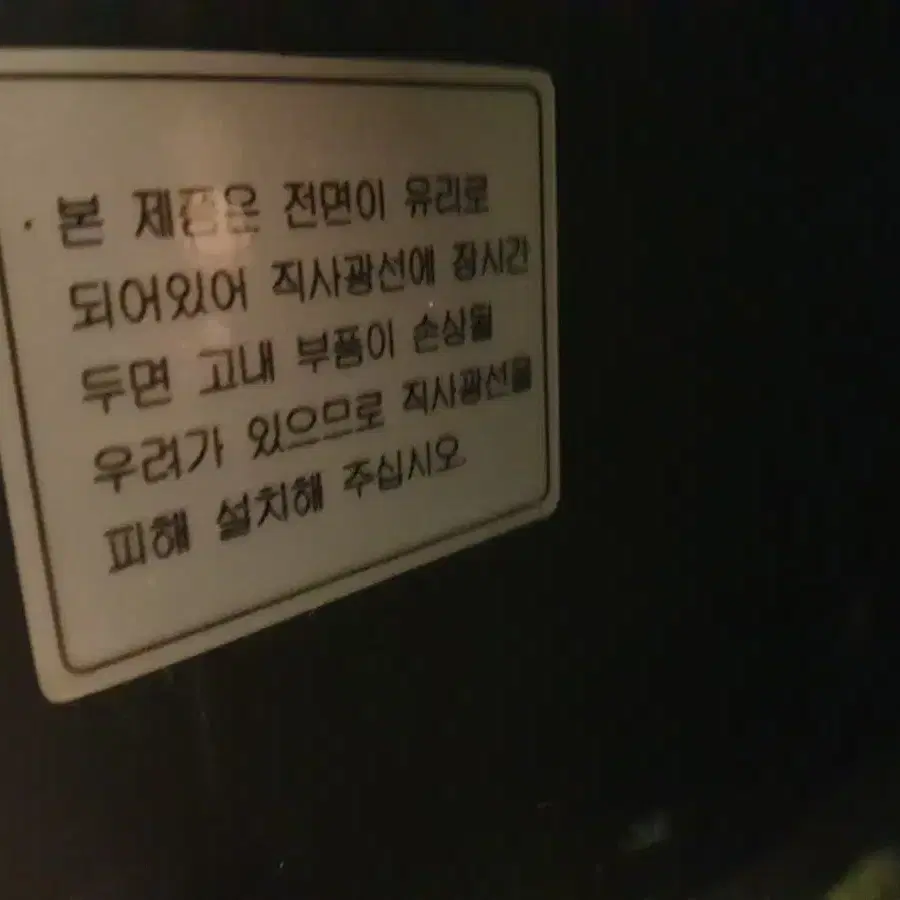 · 본 제품은 전면이 유리로
되어있어 직사광선에 장시간
두면 고내 부품이 손상될
우려가 있으므로 직사광선을
피해 설치해 주십시오